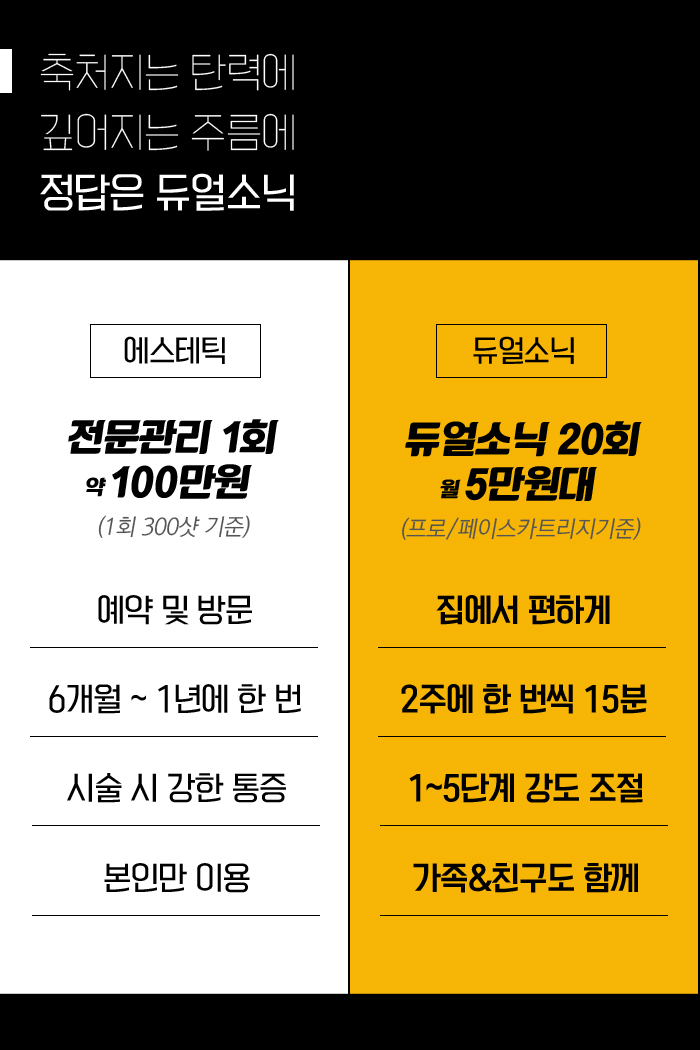 축처지는 탄력에
깊어지는 주름에
정답은 듀얼소닉
에스테틱
전문관리 1회
약 100만원
(1회 300샷 기준)
예약 및 방문
6개월 ~ 1년에 한 번
시술 시 강한 통증
본인만 이용
듀얼소닉
듀얼소닉 20회
월 5만원대
(프로/페이스카트리지기준)
집에서 편하게
2주에 한 번씩 15분
1~5단계 강도 조절
가족&친구도 함께